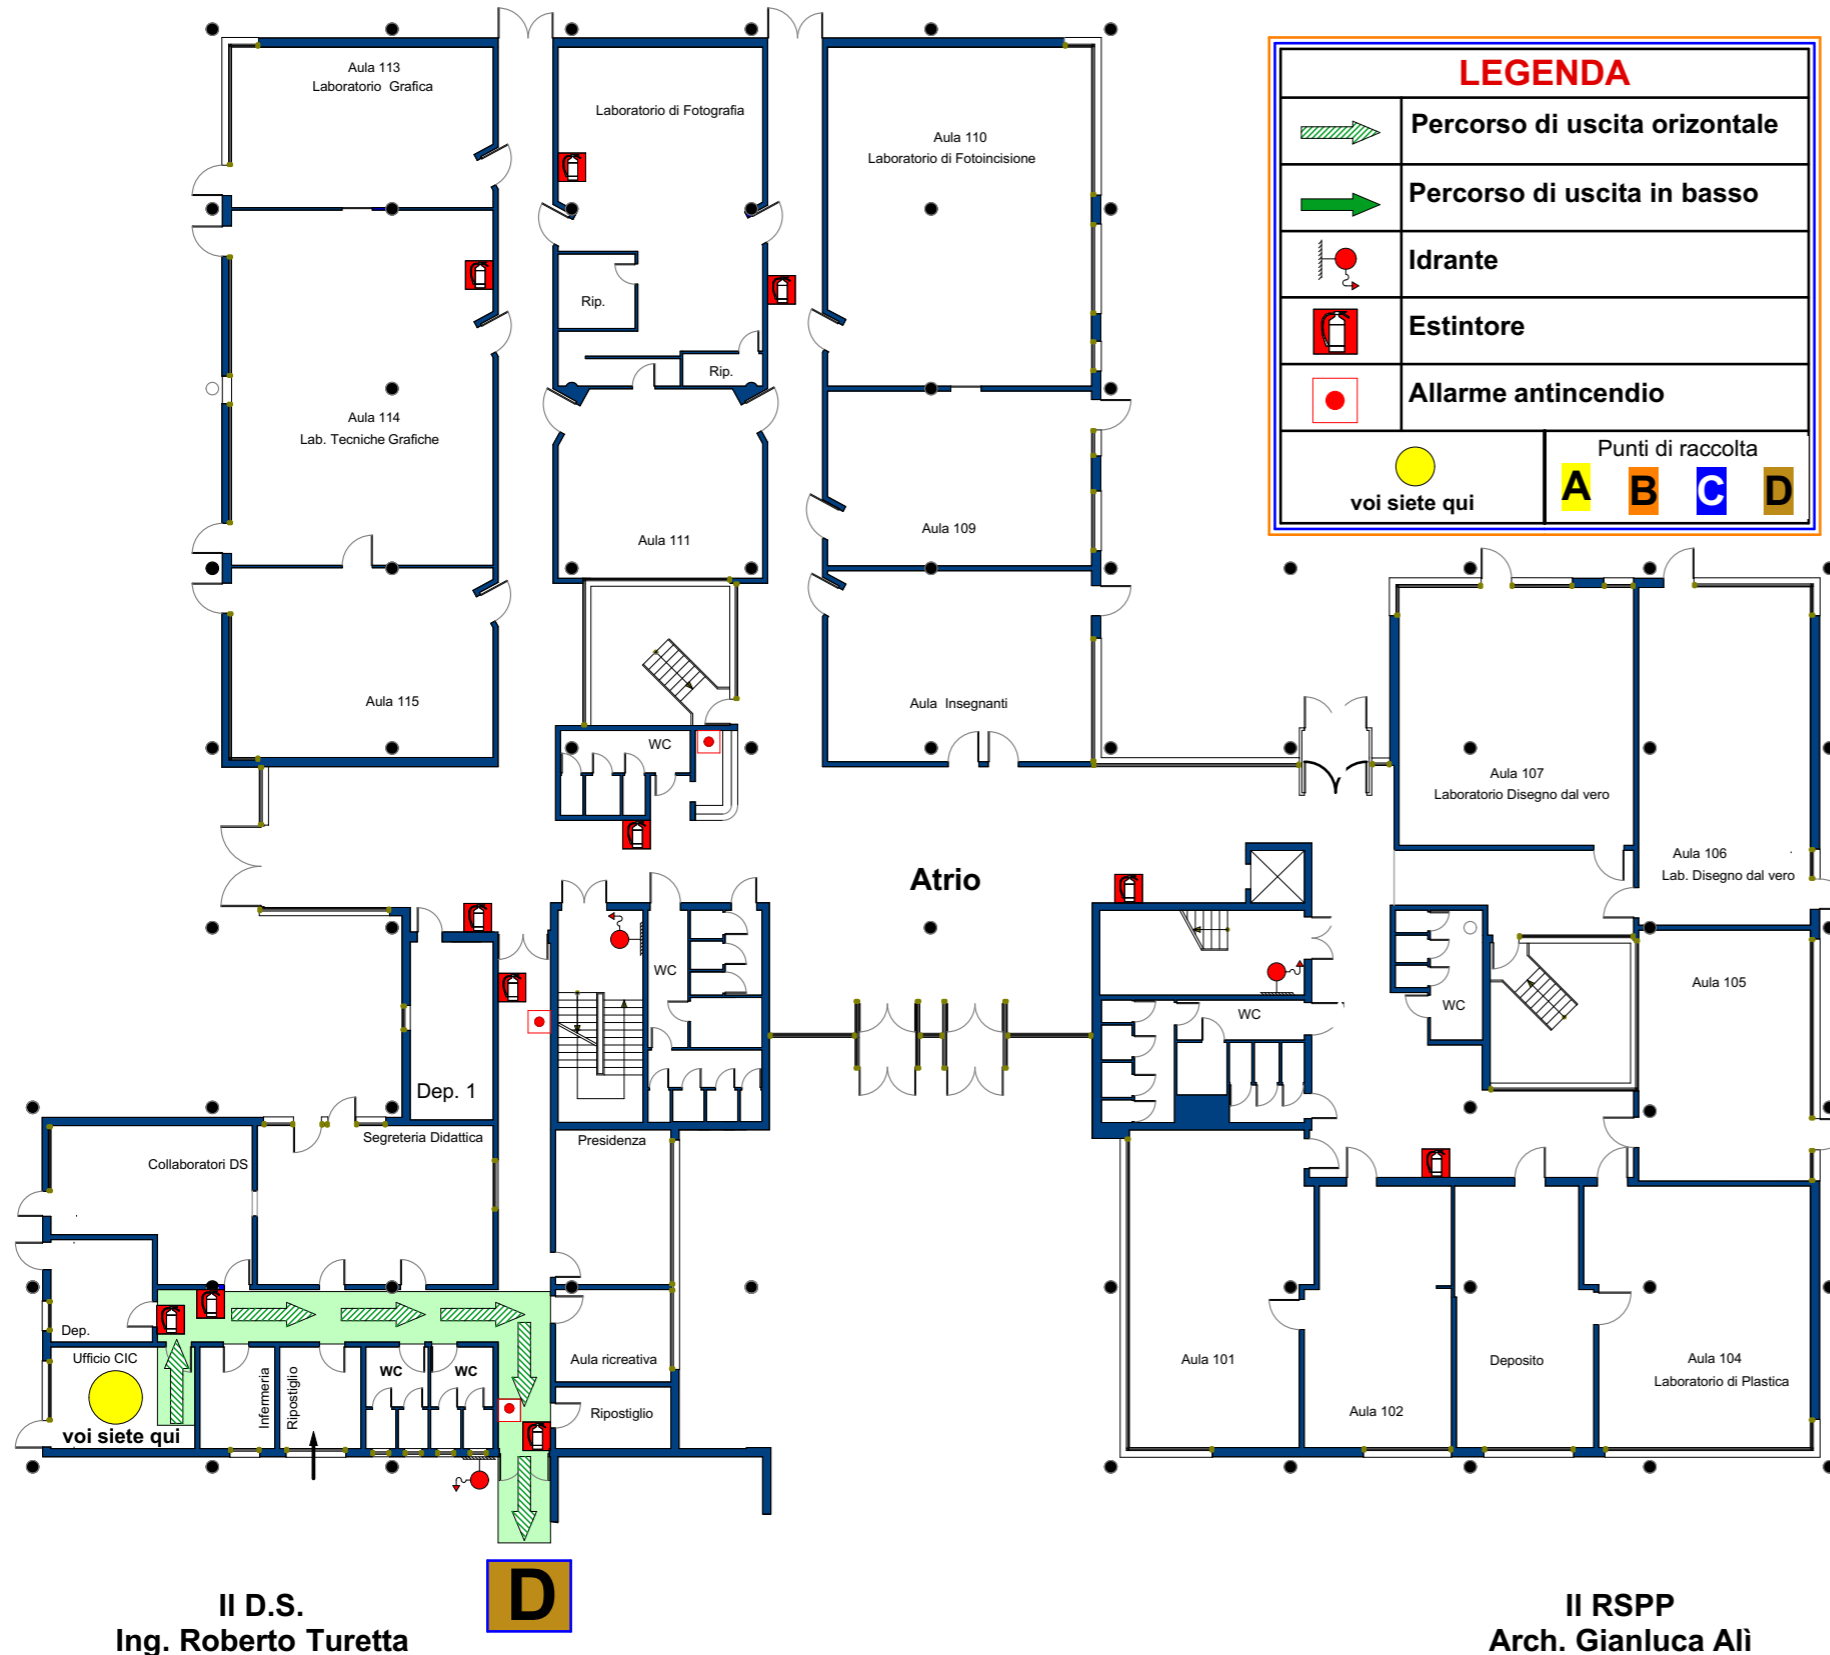 Aula 113
Laboratorio Grafica
Laboratorio di Fotografia
Aula 110
Laboratorio di Fotoincisione
LEGENDA
Percorso di uscita orizontale
Percorso di uscita in basso
Idrante
Estintore
Allarme antincendio
voi siete qui
Punti di raccolta
A B C D
Rip.
Rip.
Aula 114
Lab. Tecniche Grafiche
Aula 111
Aula 109
Aula 115
Aula Insegnanti
WC
Aula 107
Laboratorio Disegno dal vero
Aula 106
Lab. Disegno dal vero
Atrio
WC
WC
WC
Aula 105
Dep. 1
Segreteria Didattica
Presidenza
Collaboratori DS
Dep.
Ufficio CIC
voi siete qui
Infermeria
Ripostiglio
WC
WC
Aula ricreativa
Ripostiglio
Aula 101
Aula 102
Deposito
Aula 104
Laboratorio di Plastica
D
Il D.S.
Ing. Roberto Turetta
Il RSPP
Arch. Gianluca Alì